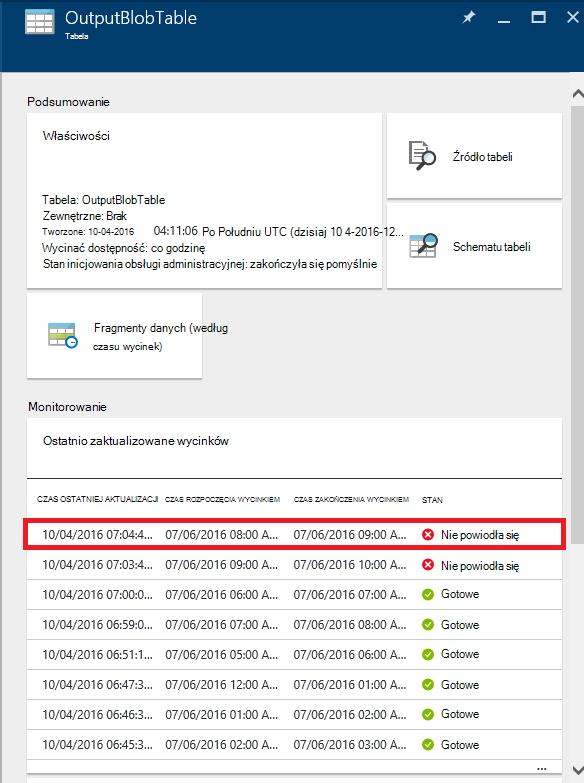 OutputBlobTable
Tabela
Podsumowanie
Właściwości
Tabela: OutputBlobTable
Zewnętrzne: Brak
Tworzone: 10-04-2016 04:11:06 Po Południu UTC (dzisiaj 10 4-2016-12...
Wycinać dostępność: co godzinę
Stan inicjowania obsługi administracyjnej: zakończyła się pomyślnie
Źródło tabeli
Schematu tabeli
Fragmenty danych (według
czasu wycinek)
Monitorowanie
Ostatnio zaktualizowane wycinków
CZAS OSTATNIEJ AKTUALIZACJI CZAS ROZPOCZĘCIA WYCINKIEM CZAS ZAKOŃCZENIA WYCINKIEM STAN
10/04/2016 07:04:4... 07/06/2016 08:00 A... 07/06/2016 09:00 A... Nie powiodła się
10/04/2016 07:03:4... 07/06/2016 09:00 A... 07/06/2016 10:00 A... Nie powiodła się
10/04/2016 07:00:0... 07/06/2016 06:00 A... 07/06/2016 07:00 A... Gotowe
10/04/2016 06:59:0... 07/06/2016 07:00 A... 07/06/2016 08:00 A... Gotowe
10/04/2016 06:51:1... 07/06/2016 05:00 A... 07/06/2016 06:00 A... Gotowe
10/04/2016 06:47:3... 07/06/2016 12:00 A... 07/06/2016 01:00 A... Gotowe
10/04/2016 06:46:3... 07/06/2016 01:00 A... 07/06/2016 02:00 A... Gotowe
10/04/2016 06:45:3... 07/06/2016 02:00 A... 07/06/2016 03:00 A... Gotowe
...